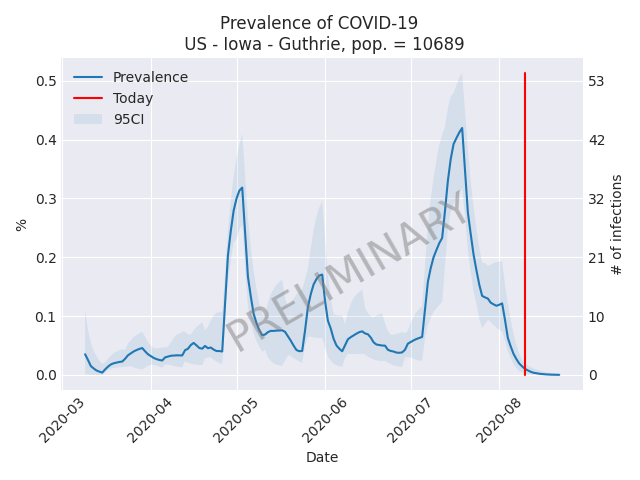 Prevalence of COVID-19
US - Iowa - Guthrie, pop. = 10689
Prevalence
Today
95CI
PRELIMINARY
%
0.5
0.4
0.3
0.2
0.1
0.0
53
42
32
21
10
0
# of infections
2020-03
2020-04
2020-05
2020-06
2020-07
2020-08
Date